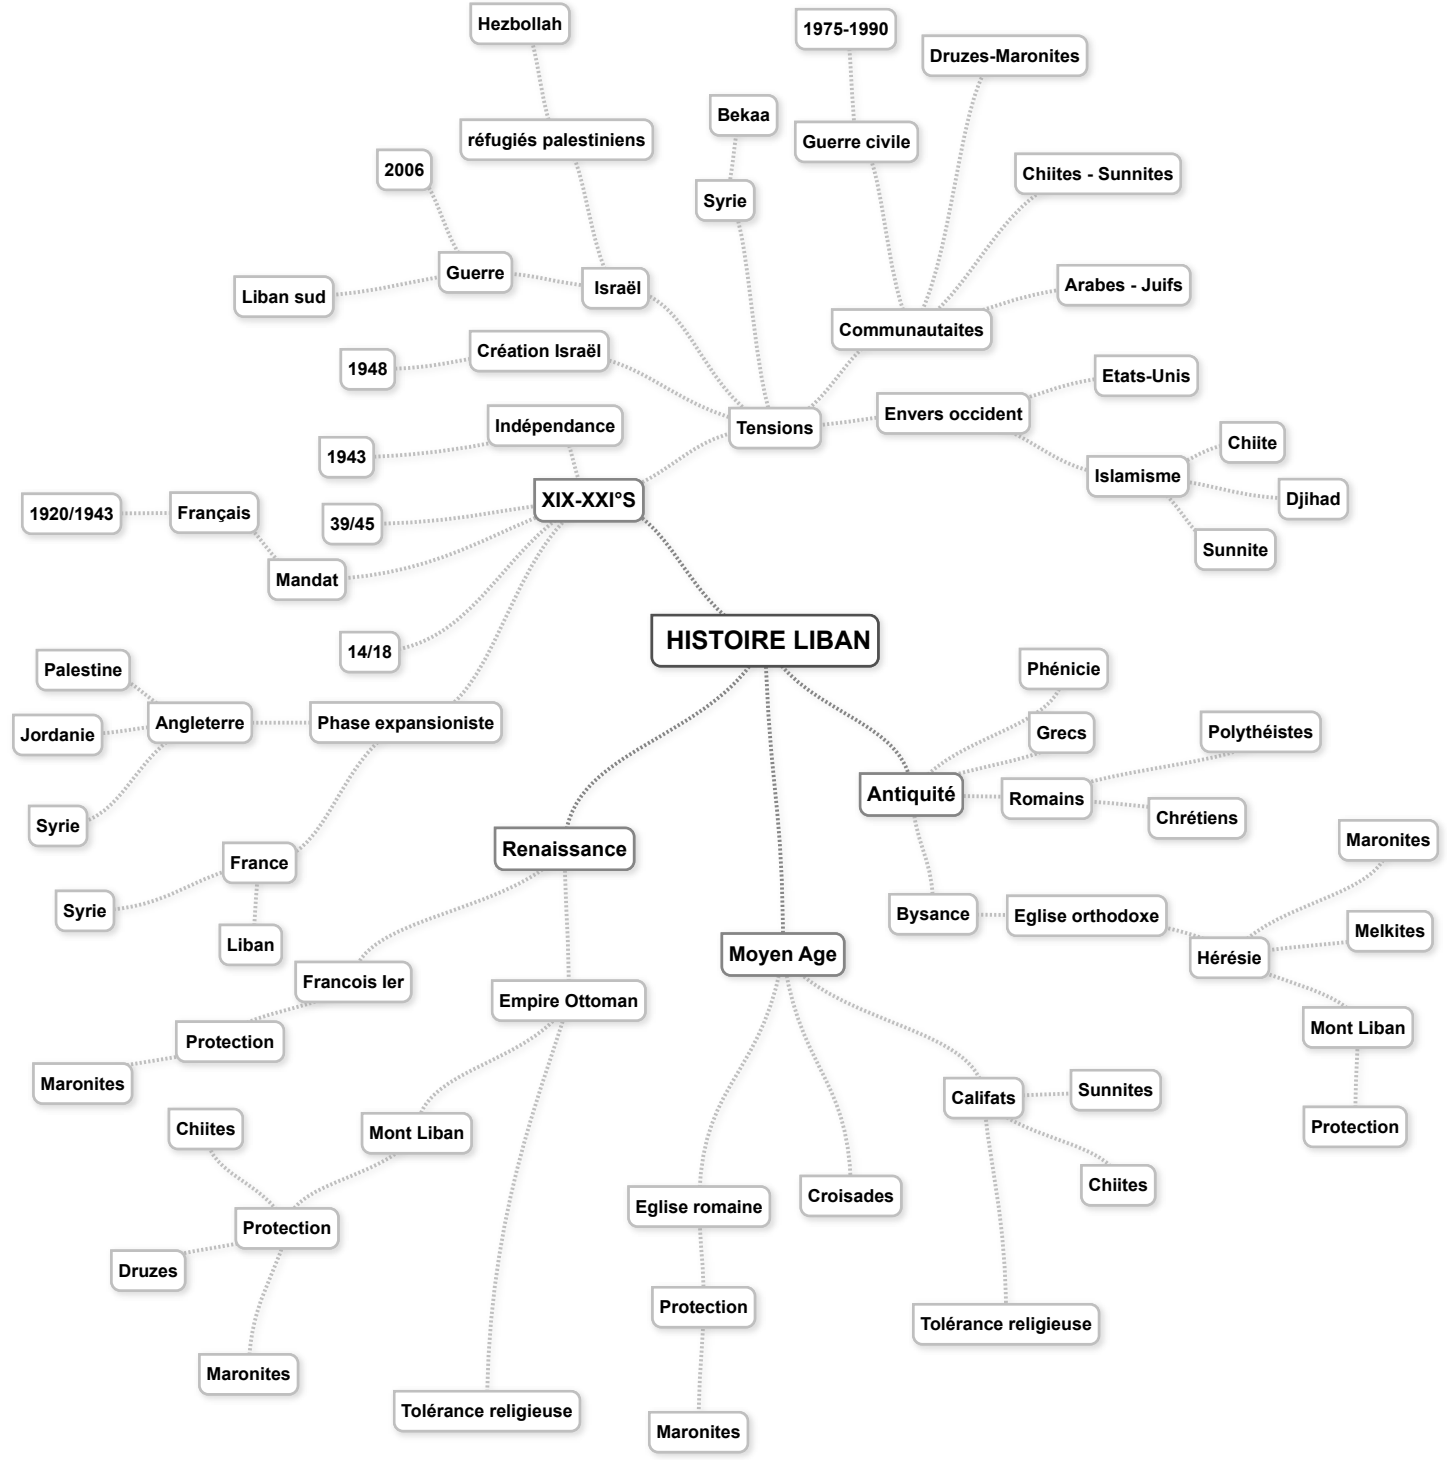 Hezbollah
1975-1990
Druzes-Maronites
Bekaa
réfugiés palestiniens
Guerre civile
2006
Chiites - Sunnites
Syrie
Guerre
Liban sud
Israël
Arabes - Juifs
Communautaites
Création Israël
1948
Etats-Unis
Indépendance
Tensions
Envers occident
1943
Chiite
Islamisme
XIX-XXI°S
Djihad
1920/1943
Français
39/45
Sunnite
Mandat
HISTOIRE LIBAN
14/18
Palestine
Phénicie
Jordanie
Angleterre
Phase expansioniste
Grecs
Polythéistes
Antiquité
Romains
Chrétiens
Syrie
Renaissance
Maronites
France
Syrie
Bysance
Eglise orthodoxe
Melkites
Liban
Moyen Age
Hérésie
Francois Ier
Empire Ottoman
Mont Liban
Protection
Maronites
Califats
Sunnites
Chiites
Mont Liban
Protection
Chiites
Eglise romaine
Croisades
Protection
Druzes
Protection
Tolérance religieuse
Maronites
Tolérance religieuse
Maronites